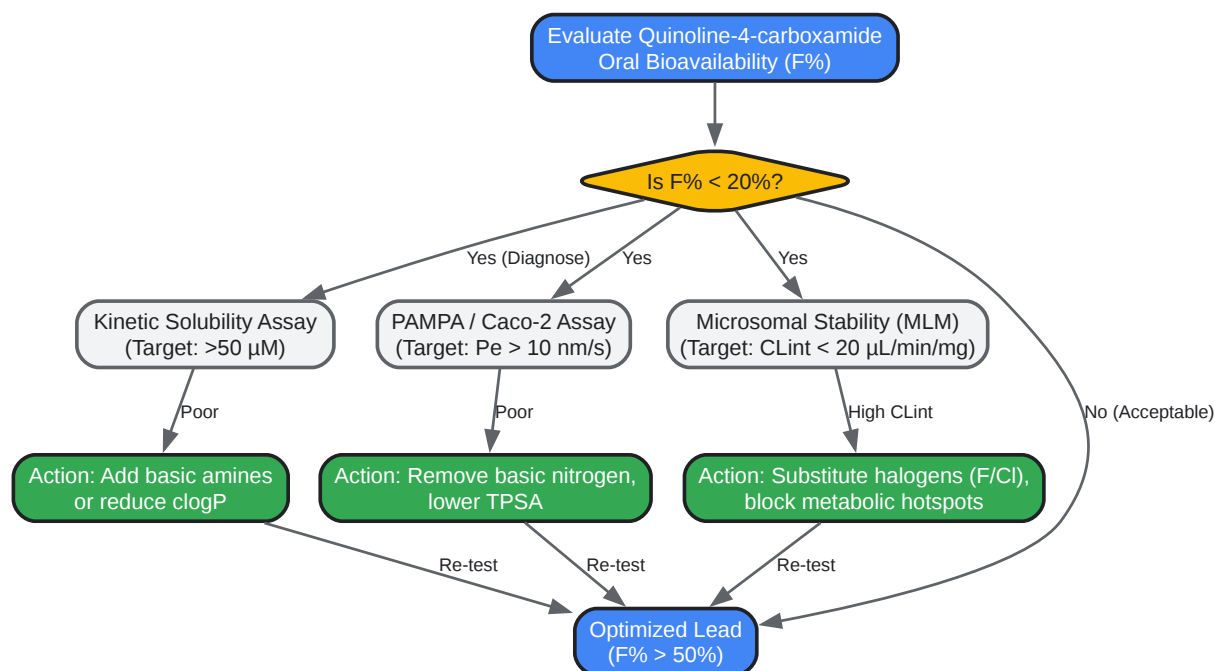 Evaluate Quinoline-4-carboxamide
Oral Bioavailability (F%)
Is F% < 20%?
Yes (Diagnose)
Yes
Yes
No (Acceptable)
Kinetic Solubility Assay
(Target: >50 µM)
PAMPA / Caco-2 Assay
(Target: Pe > 10 nm/s)
Microsomal Stability (MLM)
(Target: CLint < 20 µL/min/mg)
Poor
Poor
High CLint
Action: Add basic amines
or reduce clogP
Action: Remove basic nitrogen,
lower TPSA
Action: Substitute halogens (F/Cl),
block metabolic hotspots
Re-test
Re-test
Re-test
Optimized Lead
(F% > 50%)